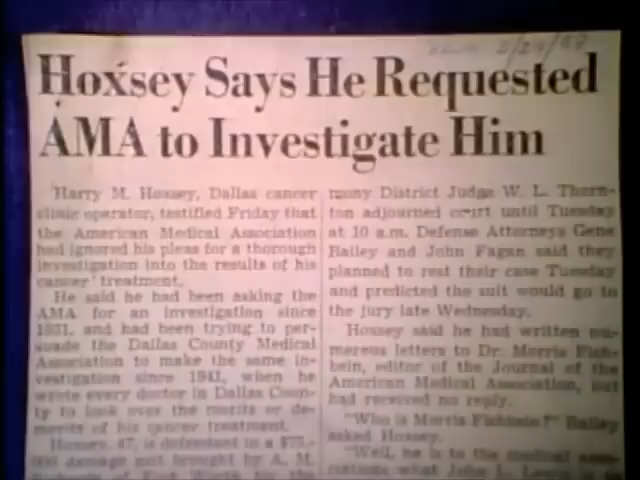 Hoxsey Says He Requested
AMA to Investigate Him
Harry M. Hoxsey, Dallas cancer
clinic operator, testified Friday that
the American Medical Association
had ignored his pleas for a thorough
investigation into the results of his
cancer treatment.
He said he had been asking the
AMA for an investigation since
1931, and had been trying to per-
suade the Dallas County Medical
Association to make the same in-
vestigation since 1941, when he
wrote every doctor in Dallas Coun-
ty to look over the merits or de-
merits of his cancer treatment.
Hoxsey, 47, is defendant in a
damage suit brought by A. M.
mony District Judge W. L. Thorn-
ton adjourned court until Tuesday
at 10 a.m. Defense Attorneys Gene
Bailey and John Fagan said they
planned to rest their case Tuesday
and predicted the suit would go to
the jury late Wednesday.
Hoxsey said he had written nu-
merous letters to Dr. Morris Fish-
bein, editor of the Journal of the
American Medical Association, but
had received no reply.
"Who is Morris Fishbein?" Bailey
asked Hoxsey.
"Well, he is to the medical
what John L.